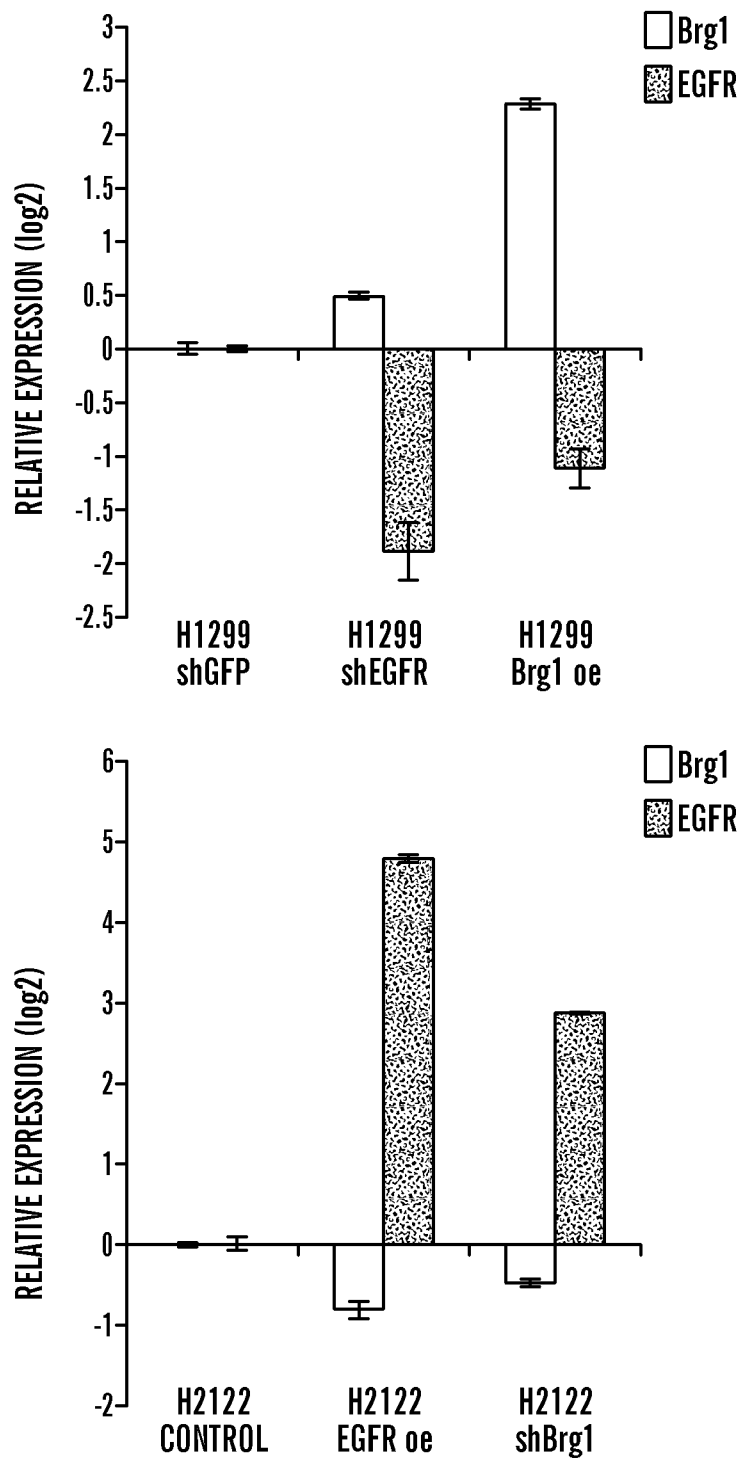 3
2.5
2
1.5
1
0.5
0
-0.5
-1
-1.5
-2
-2.5
RELATIVE EXPRESSION (log2)
Brg1
EGFR
H1299
shGFP
H1299
shEGFR
H1299
Brg1 oe
6
5
4
3
2
1
0
-1
-2
RELATIVE EXPRESSION (log2)
Brg1
EGFR
H2122
CONTROL
H2122
EGFR oe
H2122
shBrg1